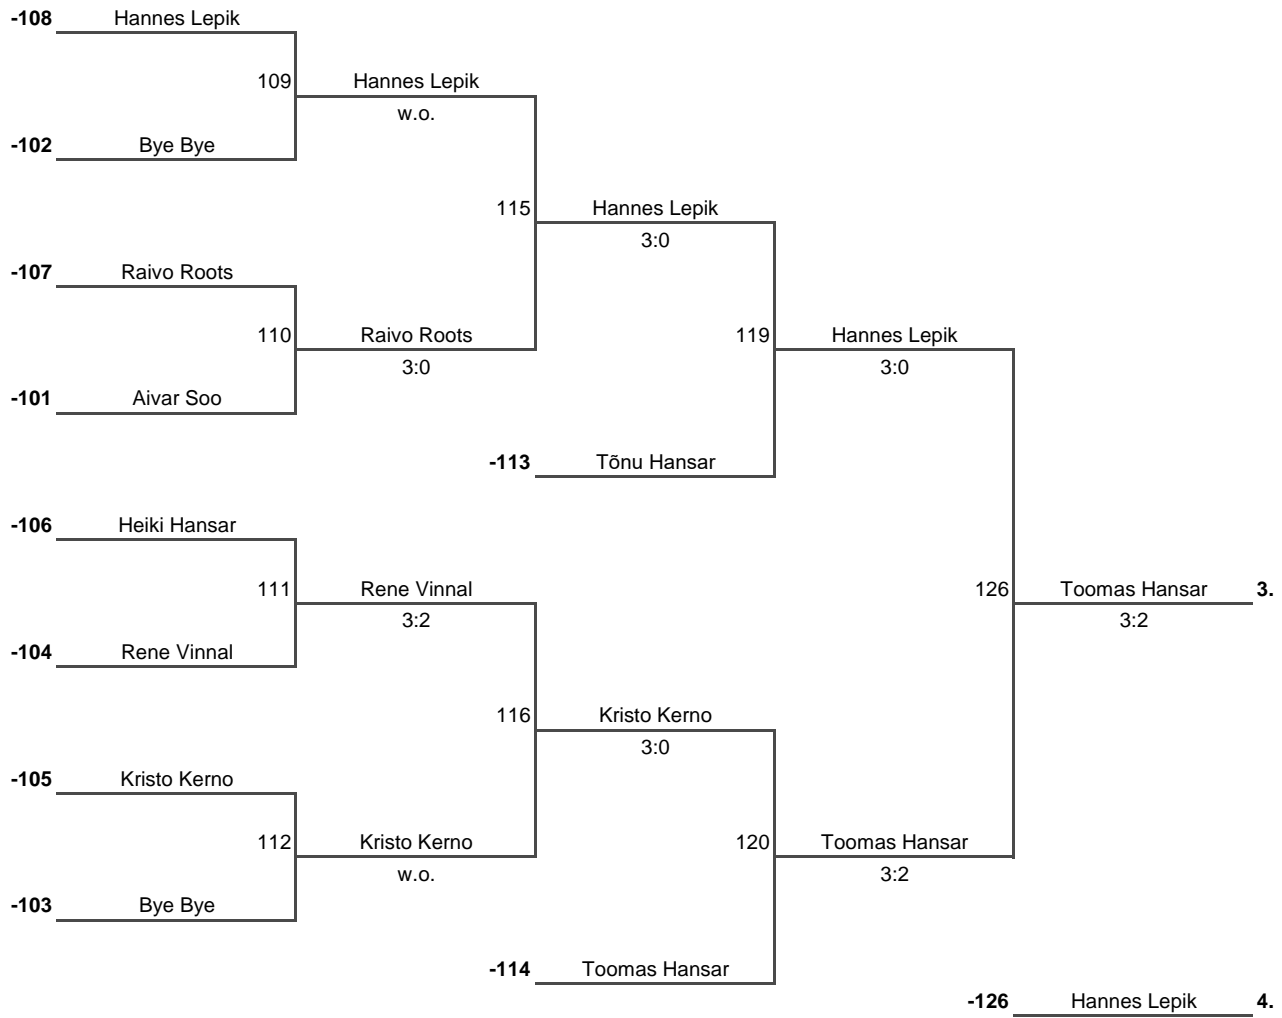 -108 Hannes Lepik
109 Hannes Lepik
w.o.
-102 Bye Bye
115 Hannes Lepik
3:0
-107 Raivo Roots
110 Raivo Roots
3:0
119 Hannes Lepik
3:0
-101 Aivar Soo
-113 Tõnu Hansar
-106 Heiki Hansar
111 Rene Vinnal
3:2
126 Toomas Hansar 3.
3:2
-104 Rene Vinnal
116 Kristo Kerno
3:0
-105 Kristo Kerno
112 Kristo Kerno
w.o.
120 Toomas Hansar
3:2
-103 Bye Bye
-114 Toomas Hansar
-126 Hannes Lepik 4.